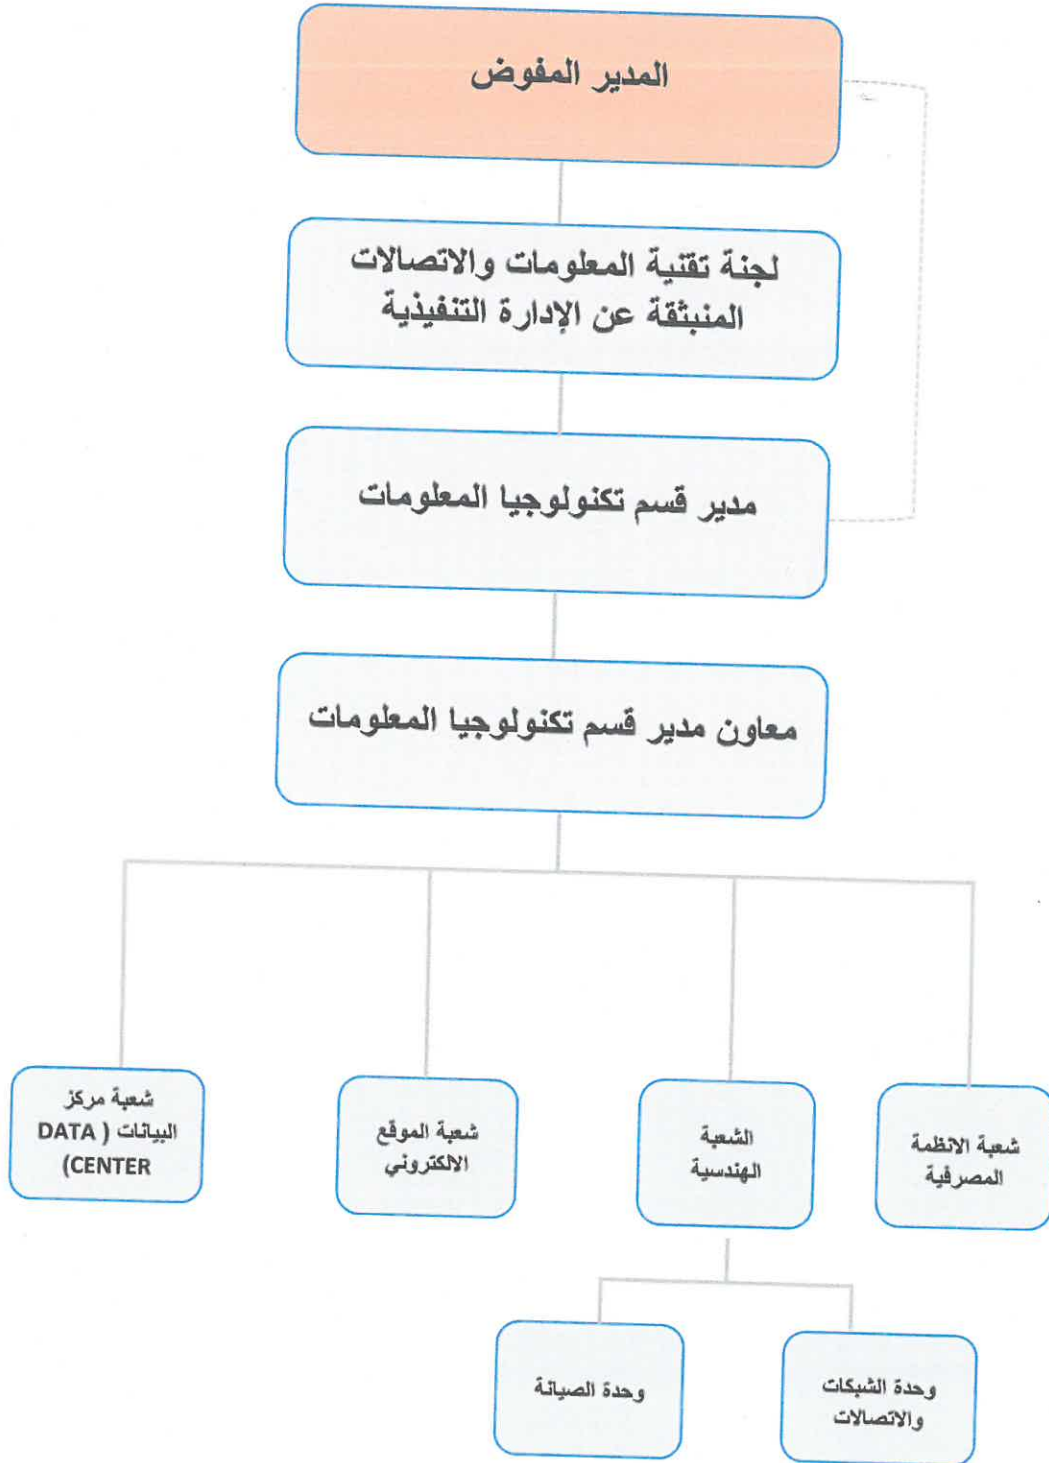 المدير المفوض
لجنة تقنية المعلومات والاتصالات
المنبثقة عن الإدارة التنفيذية
مدير قسم تكنولوجيا المعلومات
معاون مدير قسم تكنولوجيا المعلومات
شعبة الانظمة
المصرفية
الشعبة
الهندسية
شعبة الموقع
الالكتروني
شعبة مركز
البيانات ( DATA
CENTER)
وحدة الشبكات
والاتصالات
وحدة الصيانة